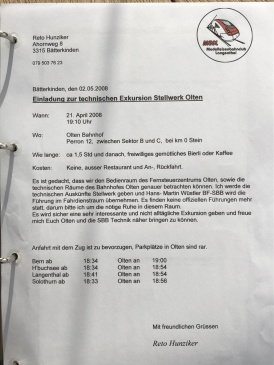 Reto Hunziker
Ahornweg 8
3315 Bätterkinden
079 503 76 23
Modelleisenbahnclub
Langenthal
Bätterkinden, den 02.05.2008
Einladung zur technischen Exkursion Stellwerk Olten
Wann: 21. April 2008
19:10 Uhr
Wo: Olten Bahnhof
Perron 12, zwischen Sektor B und C, bei km 0 Stein
Wie lange: ca 1,5 Std und danach, freiwilliges gemütliches Bierli oder Kaffee
Kosten: Keine, ausser Restaurant und An-, Rückfahrt.
Es ist gedacht, dass wir den Bedienraum des Fernsteuerzentrums Olten, sowie die
technischen Räume des Bahnhofes Olten genauer betrachten können. Ich werde die
technischen Auskünfte Stellwerk geben und Hans- Martin Wüstler BF-SBB wird die
Führung im Fahrdienstraum übernehmen. Es finden keine offiziellen Führungen mehr
statt, darum bitte ich um die nötige Ruhe in diesem Raum.
Es wird sicher eine sehr interessante und nicht alltägliche Exkursion geben und freue
mich Euch Olten und die SBB Technik näher bringen zu können.
Anfahrt mit dem Zug ist zu bevorzugen, Parkplätze in Olten sind rar.
Bern ab 18:34 Olten an 19:00
H'buchsee ab 18:34 Olten an 18:54
Langenthal ab 18:41 Olten an 18:54
Solothurn ab 18:33 Olten an 18:56
Mit freundlichen Grüssen
Reto Hunziker